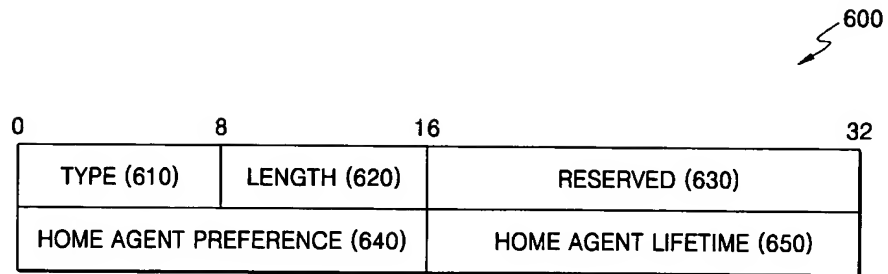 600
0 8 16 32
TYPE (610) LENGTH (620) RESERVED (630)
HOME AGENT PREFERENCE (640) HOME AGENT LIFETIME (650)